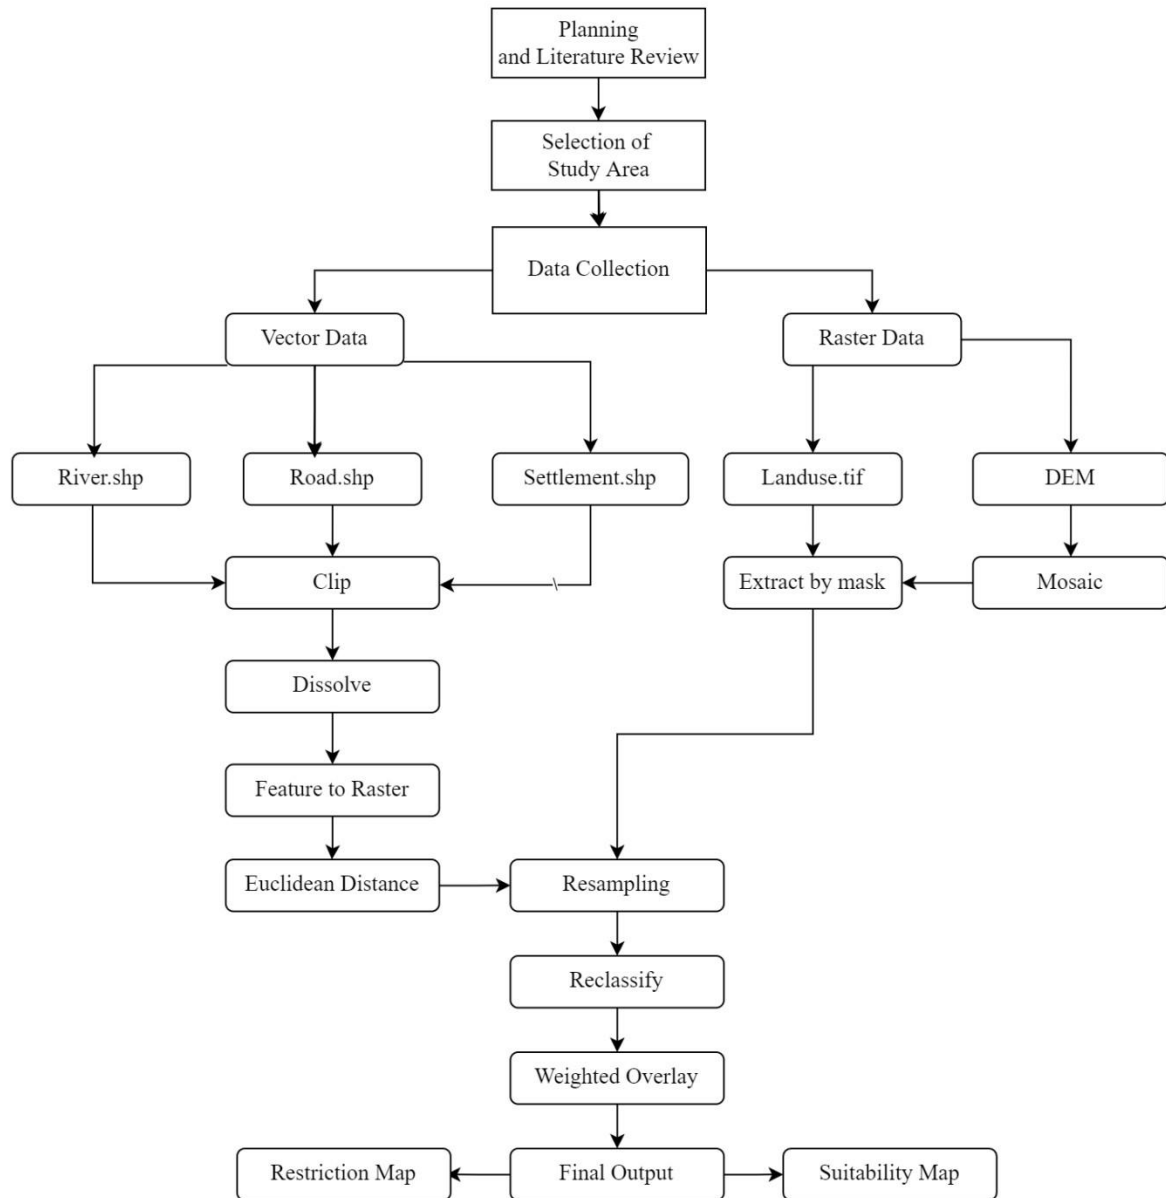 Planning
and Literature Review
Selection of
Study Area
Data Collection
Vector Data
Raster Data
River.shp
Road.shp
Settlement.shp
Landuse.tif
DEM
Clip
\
Extract by mask
Mosaic
Dissolve
Feature to Raster
Euclidean Distance
Resampling
Reclassify
Weighted Overlay
Restriction Map
Final Output
Suitability Map